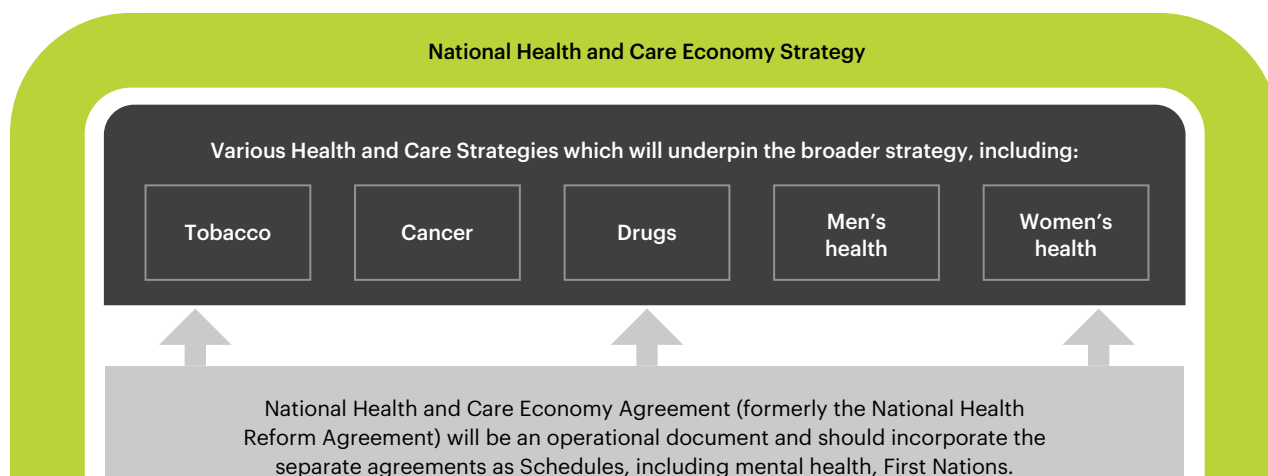 National Health and Care Economy Strategy
Various Health and Care Strategies which will underpin the broader strategy, including:
Tobacco
Cancer
Drugs
Men’s
health
Women’s
health
National Health and Care Economy Agreement (formerly the National Health
Reform Agreement) will be an operational document and should incorporate the
separate agreements as Schedules, including mental health, First Nations.